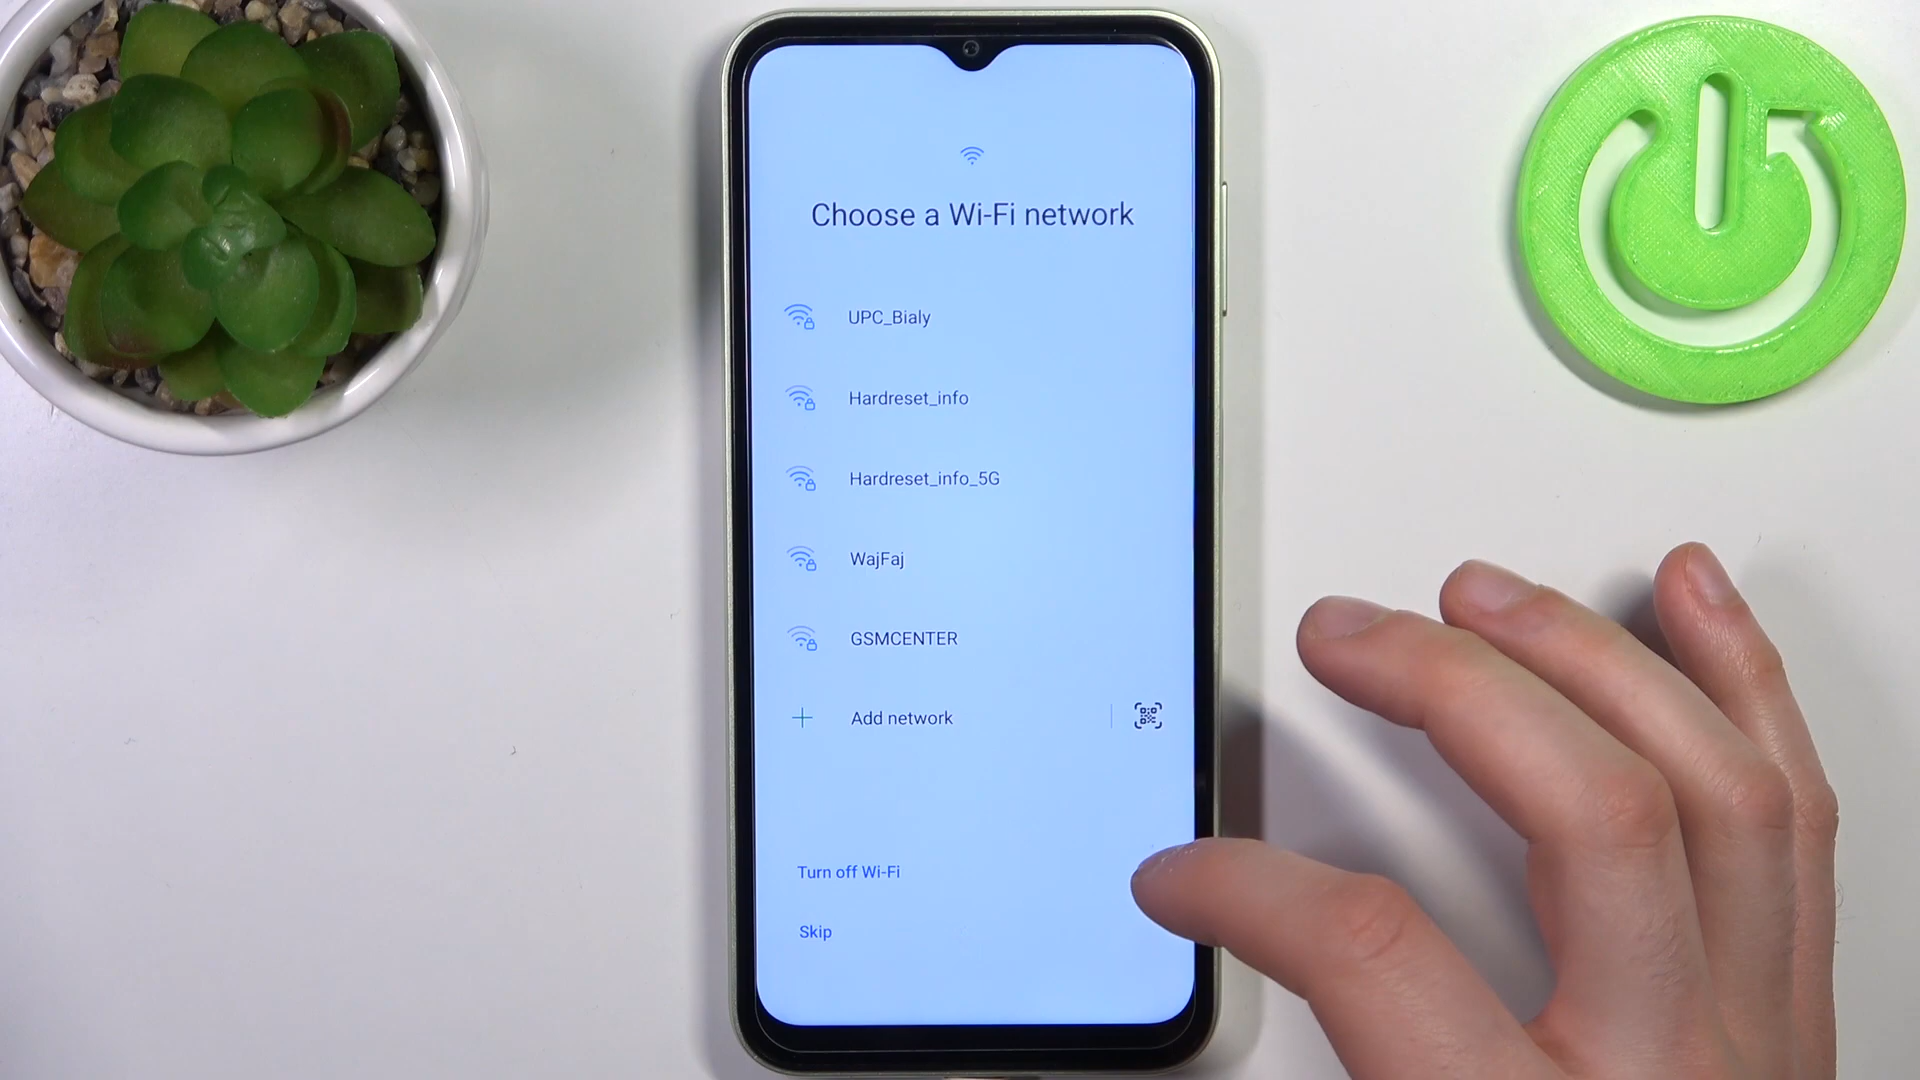 Choose a Wi-Fi network
UPC_Bialy
Hardreset_info
Hardreset_info_5G
WajFaj
GSMCENTER
Add network
Turn off Wi-Fi
Skip